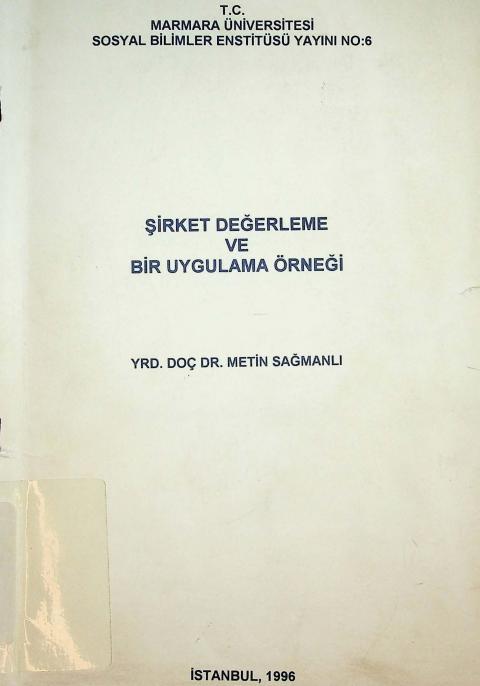 T.C.
MARMARA ÜNİVERSİTESİ
SOSYAL BİLİMLER ENSTİTÜSÜ YAYINI NO:6
ŞİRKET DEĞERLEME
VE
BİR UYGULAMA ÖRNEĞİ
YRD. DOÇ DR. METİN SAĞMANLI
İSTANBUL, 1996